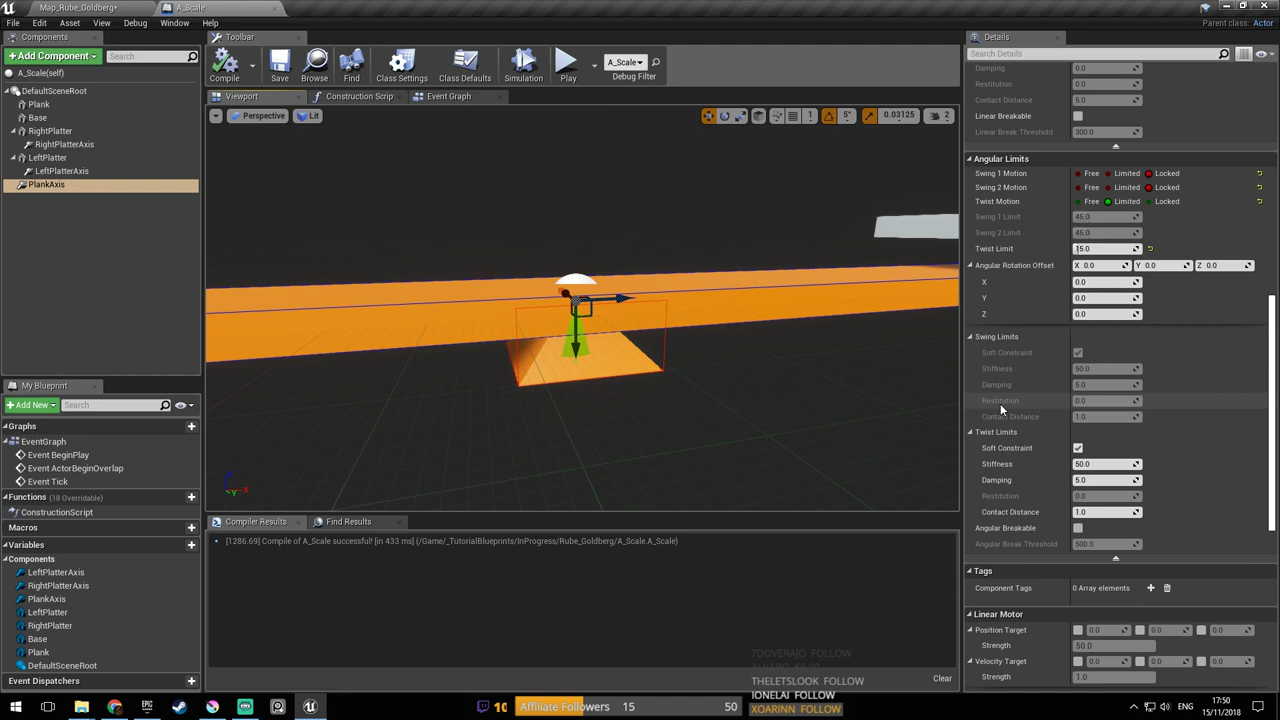 Map_Rube_Goldberg*
A_Scale
Parent class: Actor
File Edit Asset View Debug Window Help
Components
+ Add Component
Search
A_Scale(self)
DefaultSceneRoot
Plank
Base
RightPlatter
RightPlatterAxis
LeftPlatter
LeftPlatterAxis
PlankAxis
My Blueprint
+ Add New
Search
Graphs
EventGraph
Event BeginPlay
Event ActorBeginOverlap
Event Tick
Functions (18 Overridable)
ConstructionScript
Macros
Variables
Components
LeftPlatterAxis
RightPlatterAxis
PlankAxis
LeftPlatter
RightPlatter
Base
Plank
DefaultSceneRoot
Event Dispatchers
Toolbar
Compile Save Browse Find Class Settings Class Defaults Simulation Play
A_Scale
Debug Filter
Viewport Construction Scrip Event Graph
Perspective Lit
1 5° 0.03125 2
Compiler Results Find Results
[1286.69] Compile of A_Scale successful! [in 433 ms] (/Game/_TutorialBlueprints/InProgress/Rube_Goldberg/A_Scale.A_Scale)
Clear
Details
Search Details
Damping 0.0
Restitution 0.0
Contact Distance 5.0
Linear Breakable
Linear Break Threshold 300.0
Angular Limits
Swing 1 Motion Free Limited Locked
Swing 2 Motion Free Limited Locked
Twist Motion Free Limited Locked
Swing 1 Limit 45.0
Swing 2 Limit 45.0
Twist Limit 15.0
Angular Rotation Offset X 0.0 Y 0.0 Z 0.0
X 0.0
Y 0.0
Z 0.0
Swing Limits
Soft Constraint
Stiffness 50.0
Damping 5.0
Restitution 0.0
Contact Distance 1.0
Twist Limits
Soft Constraint
Stiffness 50.0
Damping 5.0
Restitution 0.0
Contact Distance 1.0
Angular Breakable
Angular Break Threshold 500.0
Tags
Component Tags 0 Array elements
Linear Motor
Position Target 0.0 0.0 0.0
Strength 50.0
Velocity Target 0.0 0.0 0.0
Strength 1.0
7DOVERAJO FOLLOW
THELETSLOOK FOLLOW
IONELAI FOLLOW
XOARINN FOLLOW
10
Affiliate Followers 15 50
17:50
15/11/2018